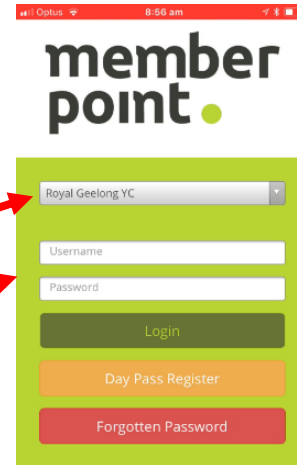 Optus 8:56 am
member
point.
Royal Geelong YC
Username
Password
Login
Day Pass Register
Forgotten Password